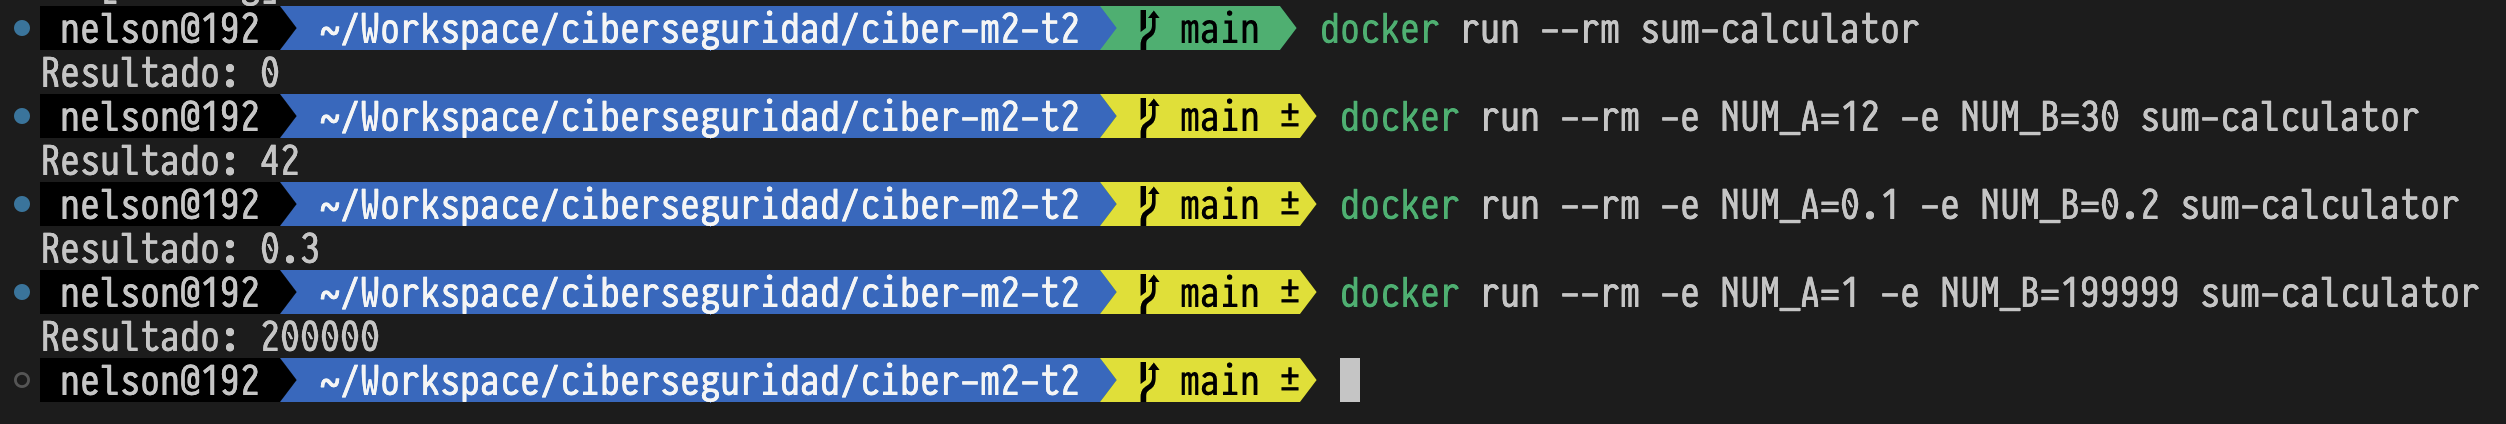 nelson@192 ~/Workspace/ciberseguridad/ciber-m2-t2 main docker run --rm sum-calculator
Resultado: 0
nelson@192 ~/Workspace/ciberseguridad/ciber-m2-t2 main ± docker run --rm -e NUM_A=12 -e NUM_B=30 sum-calculator
Resultado: 42
nelson@192 ~/Workspace/ciberseguridad/ciber-m2-t2 main ± docker run --rm -e NUM_A=0.1 -e NUM_B=0.2 sum-calculator
Resultado: 0.3
nelson@192 ~/Workspace/ciberseguridad/ciber-m2-t2 main ± docker run --rm -e NUM_A=1 -e NUM_B=199999 sum-calculator
Resultado: 200000
nelson@192 ~/Workspace/ciberseguridad/ciber-m2-t2 main ±